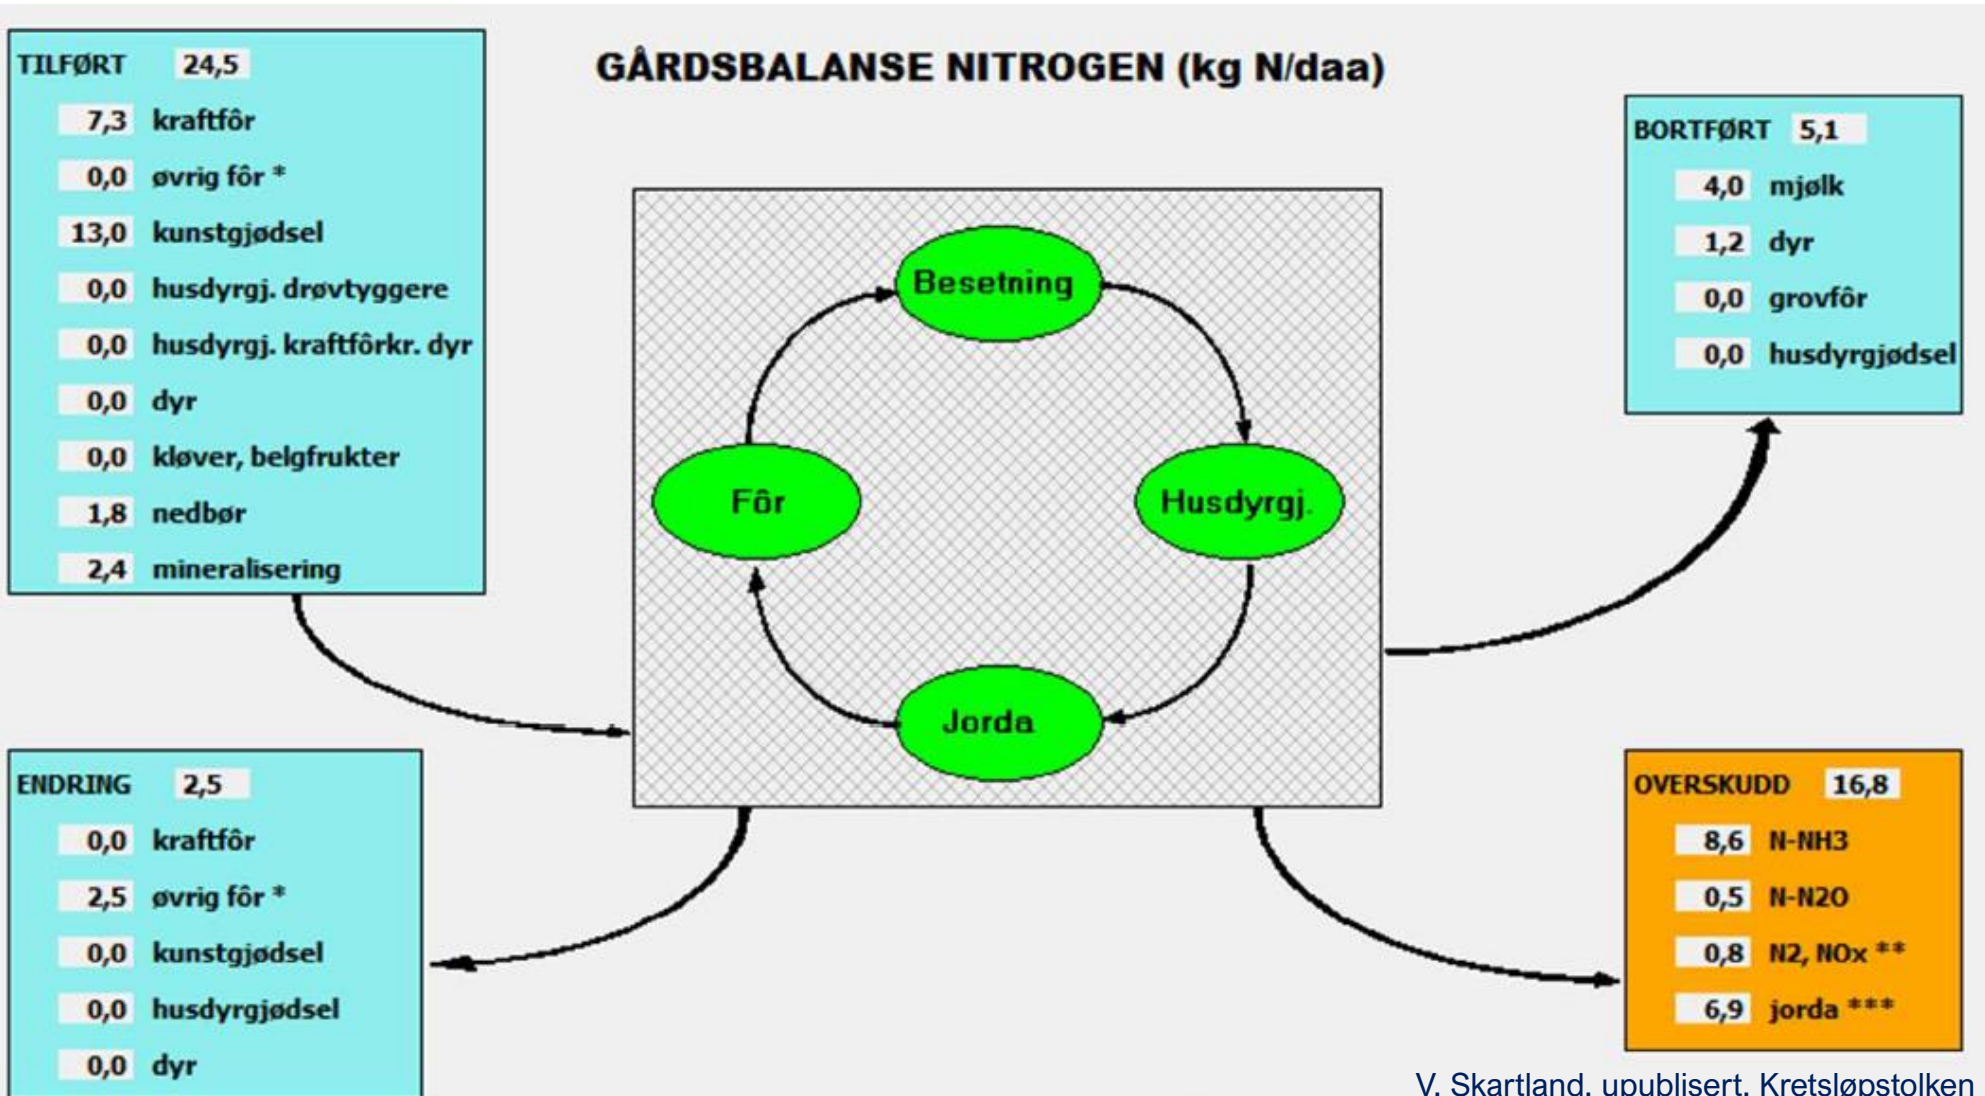 GÅRDSBALANSE NITROGEN (kg N/daa)
TILFØRT 24,5
7,3 kraftfôr
0,0 øvrig fôr *
13,0 kunstgjødsel
0,0 husdyrgj. drøvtyggere
0,0 husdyrgj. kraftfôrkr. dyr
0,0 dyr
0,0 kløver, belgfrukter
1,8 nedbør
2,4 mineralisering
BORTFØRT 5,1
4,0 mjølk
1,2 dyr
0,0 grovfôr
0,0 husdyrgjødsel
Besetning
Fôr
Husdyrgj.
Jorda
ENDRING 2,5
0,0 kraftfôr
2,5 øvrig fôr *
0,0 kunstgjødsel
0,0 husdyrgjødsel
0,0 dyr
OVERSKUDD 16,8
8,6 N-NH3
0,5 N-N2O
0,8 N2, NOx **
6,9 jorda ***
V. Skartland, upublisert, Kretsløpstolken